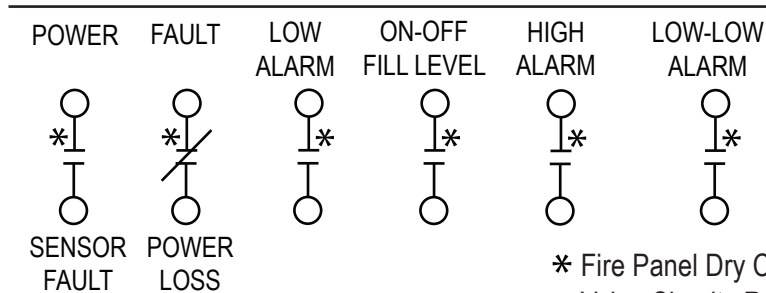 POWER FAULT LOW ON-OFF HIGH LOW-LOW
ALARM FILL LEVEL ALARM ALARM
* * * * * *
SENSOR POWER
FAULT LOSS
* Fire Panel Dry